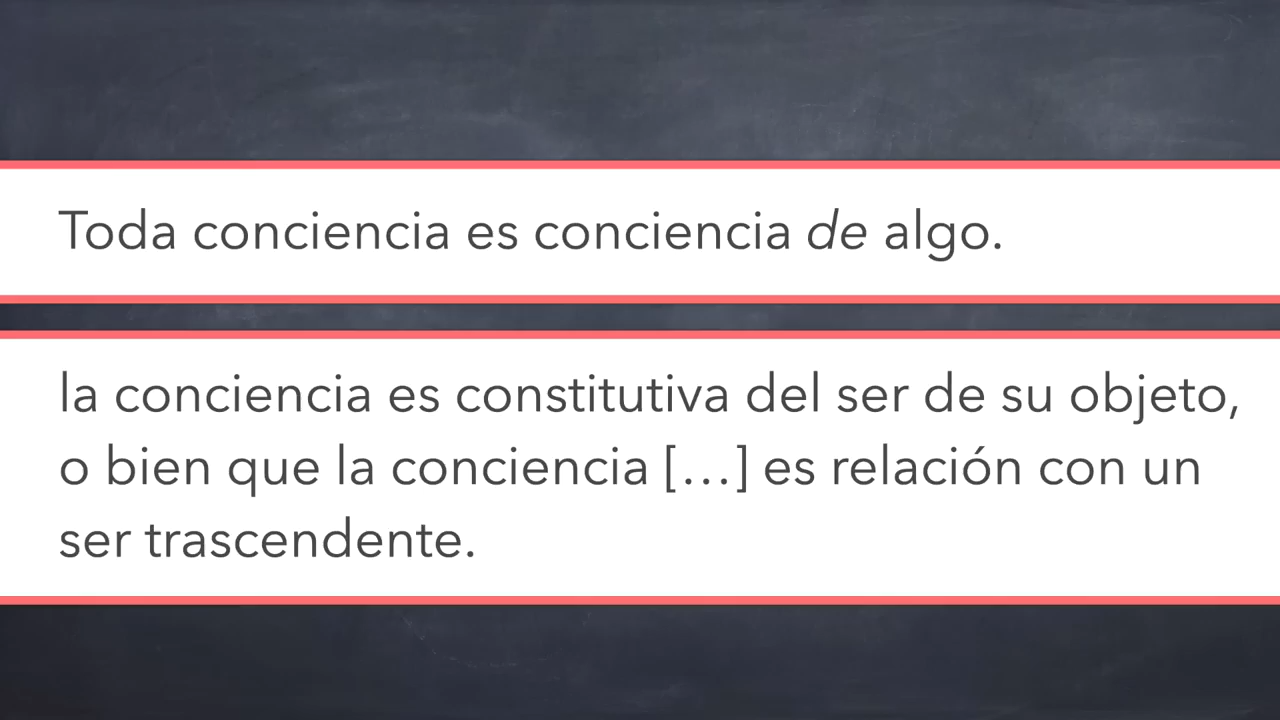 Toda conciencia es conciencia de algo.
la conciencia es constitutiva del ser de su objeto,
o bien que la conciencia […] es relación con un
ser trascendente.